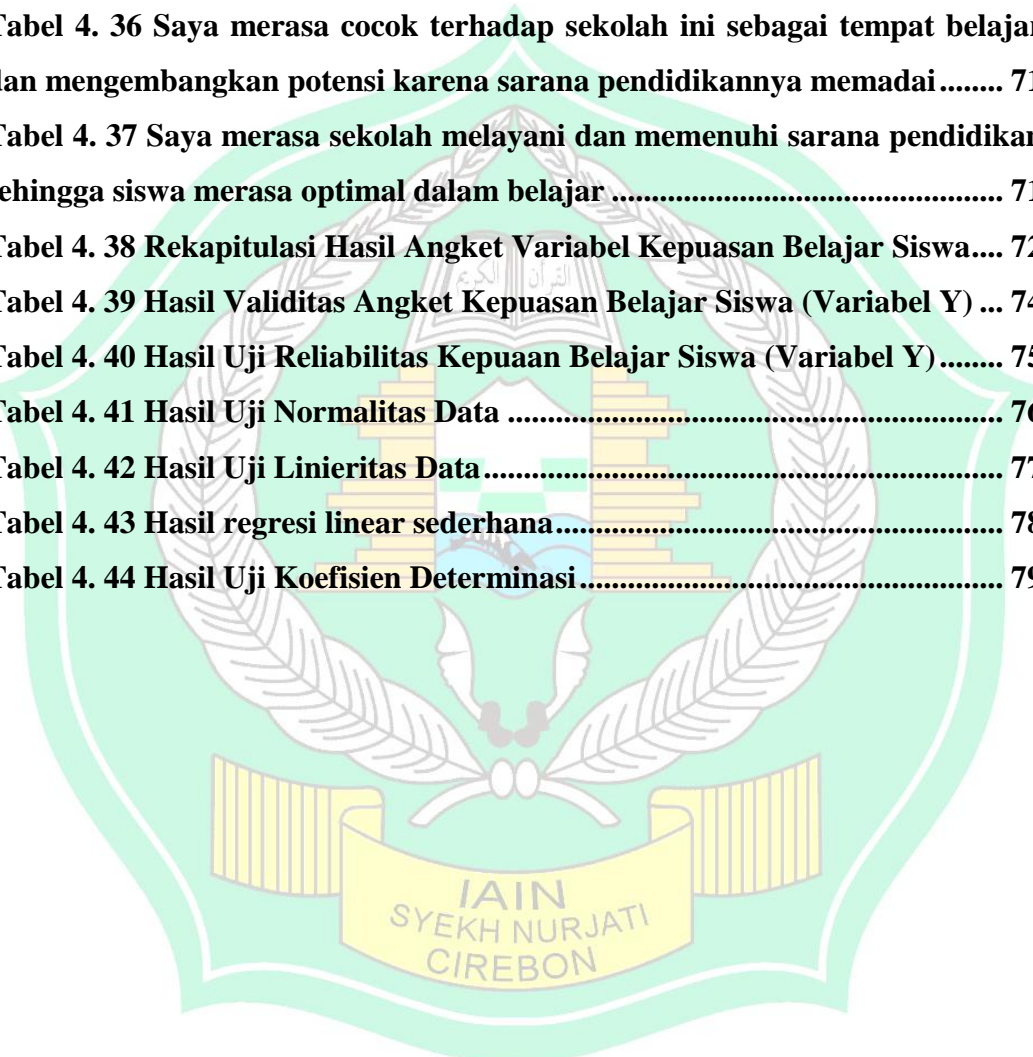 Tabel 4. 36 Saya merasa cocok terhadap sekolah ini sebagai tempat belajar
dan mengembangkan potensi karena sarana pendidikannya memadai ........ 71
Tabel 4. 37 Saya merasa sekolah melayani dan memenuhi sarana pendidikan
sehingga siswa merasa optimal dalam belajar .................................................. 71
Tabel 4. 38 Rekapitulasi Hasil Angket Variabel Kepuasan Belajar Siswa.... 72
Tabel 4. 39 Hasil Validitas Angket Kepuasan Belajar Siswa (Variabel Y) ... 74
Tabel 4. 40 Hasil Uji Reliabilitas Kepuaan Belajar Siswa (Variabel Y)........ 75
Tabel 4. 41 Hasil Uji Normalitas Data ............................................................... 76
Tabel 4. 42 Hasil Uji Linieritas Data.................................................................. 77
Tabel 4. 43 Hasil regresi linear sederhana......................................................... 78
Tabel 4. 44 Hasil Uji Koefisien Determinasi...................................................... 79
القرآن الكريم
IAIN
SYEKH NURJATI
CIREBON